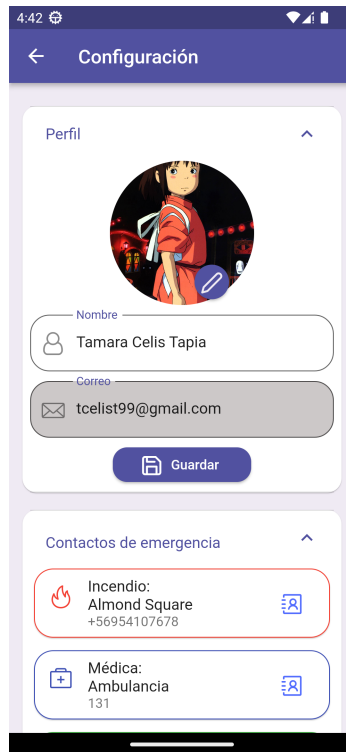 4:42
Configuración
Perfil
Nombre
Tamara Celis Tapia
Correo
tcelist99@gmail.com
Guardar
Contactos de emergencia
Incendio:
Almond Square
+56954107678
Médica:
Ambulancia
131